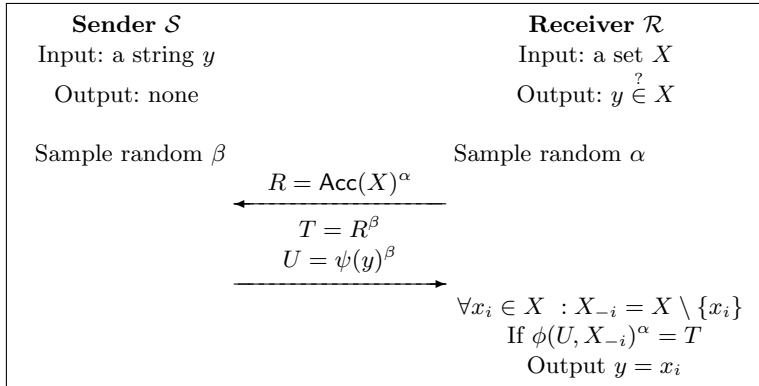 Sender 𝒮
Input: a string y
Output: none
Receiver ℛ
Input: a set X
Output: y ∈? X
Sample random β
Sample random α
R = Acc(X)^α
T = R^β
U = ψ(y)^β
∀x_i ∈ X : X_{−i} = X \ {x_i}
If ϕ(U, X_{−i})^α = T
Output y = x_i